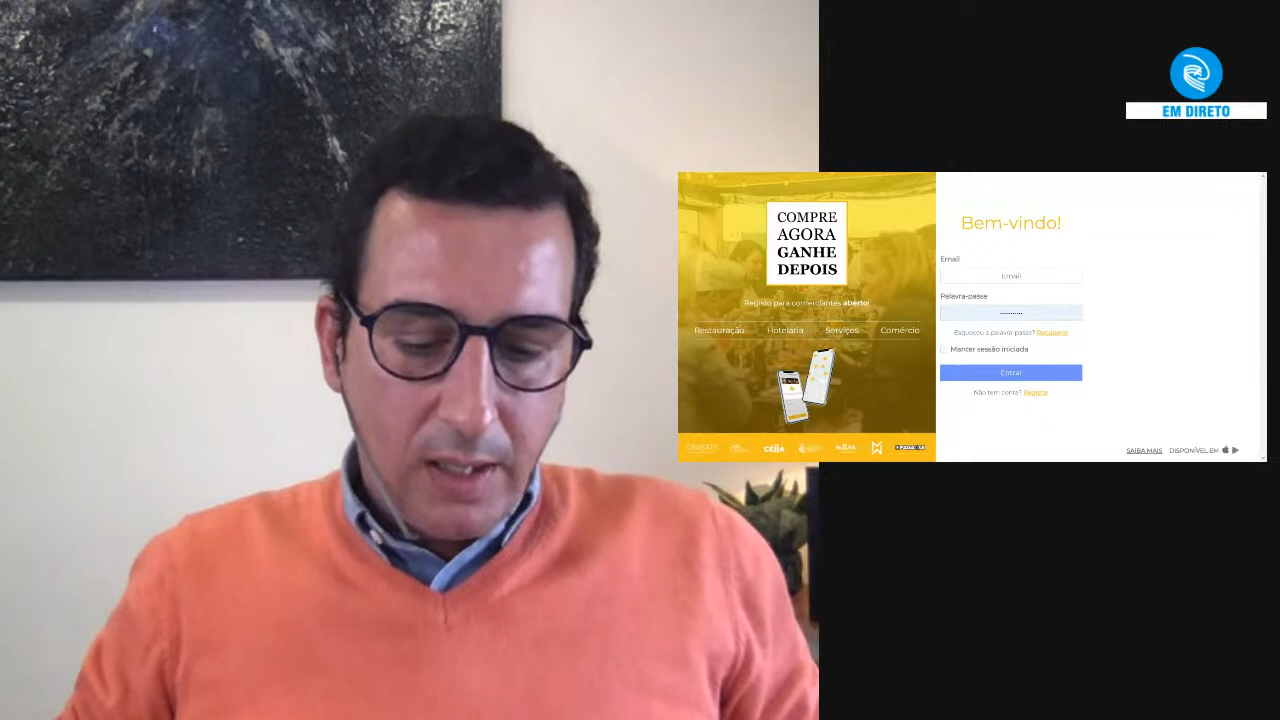 EM DIRETO
COMPRE
AGORA
GANHE
DEPOIS
Registo para comerciantes aberto!
Restauração Hotelaria Serviços Comércio
Bem-vindo!
Email
Email
Palavra-passe
Esqueceu a palavra passe? Recuperar
Manter sessão iniciada
Entrar
Não tem conta? Registar
SAIBA MAIS DISPONÍVEL EM